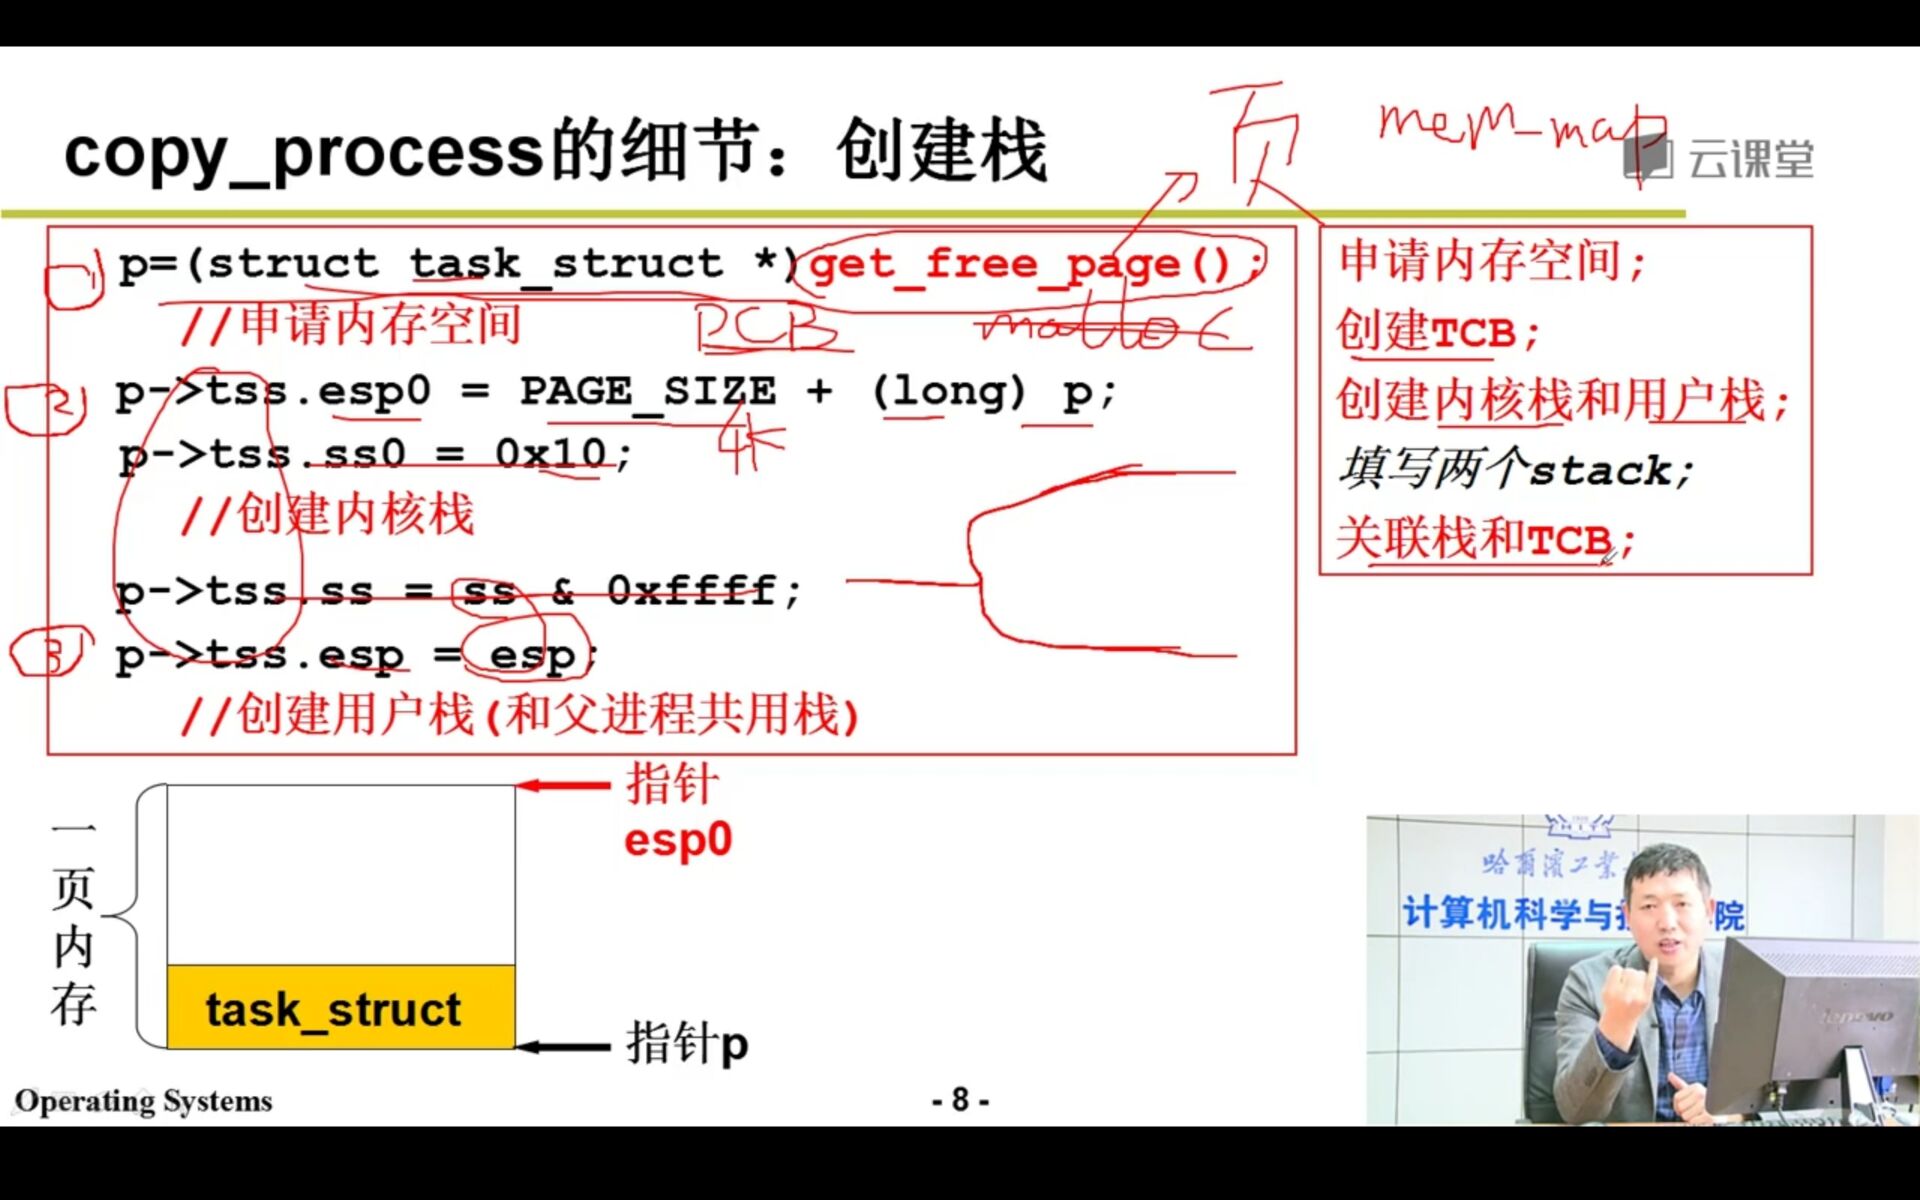 copy_process的细节：创建栈
页
mem_map
云课堂
1
p=(struct task_struct *)get_free_page();
//申请内存空间
PCB
malloc
2
p->tss.esp0 = PAGE_SIZE + (long) p;
4K
p->tss.ss0 = 0x10;
//创建内核栈
p->tss.ss = ss & 0xffff;
3
p->tss.esp = esp;
//创建用户栈(和父进程共用栈)
申请内存空间;
创建TCB;
创建内核栈和用户栈;
填写两个stack;
关联栈和TCB;
一页内存
指针
esp0
task_struct
指针p
HIT
哈尔滨工业
计算机科学与
院
lenovo
Operating Systems
- 8 -